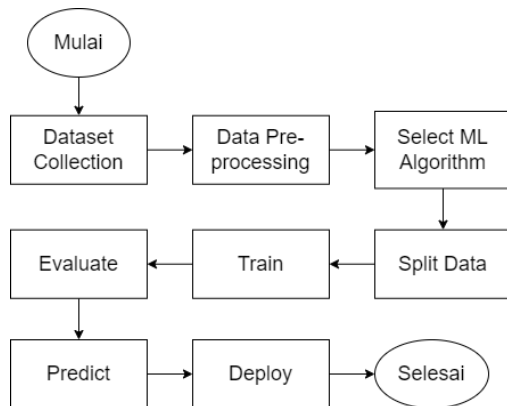 Mulai
Dataset
Collection
Data Pre-
processing
Select ML
Algorithm
Split Data
Train
Evaluate
Predict
Deploy
Selesai